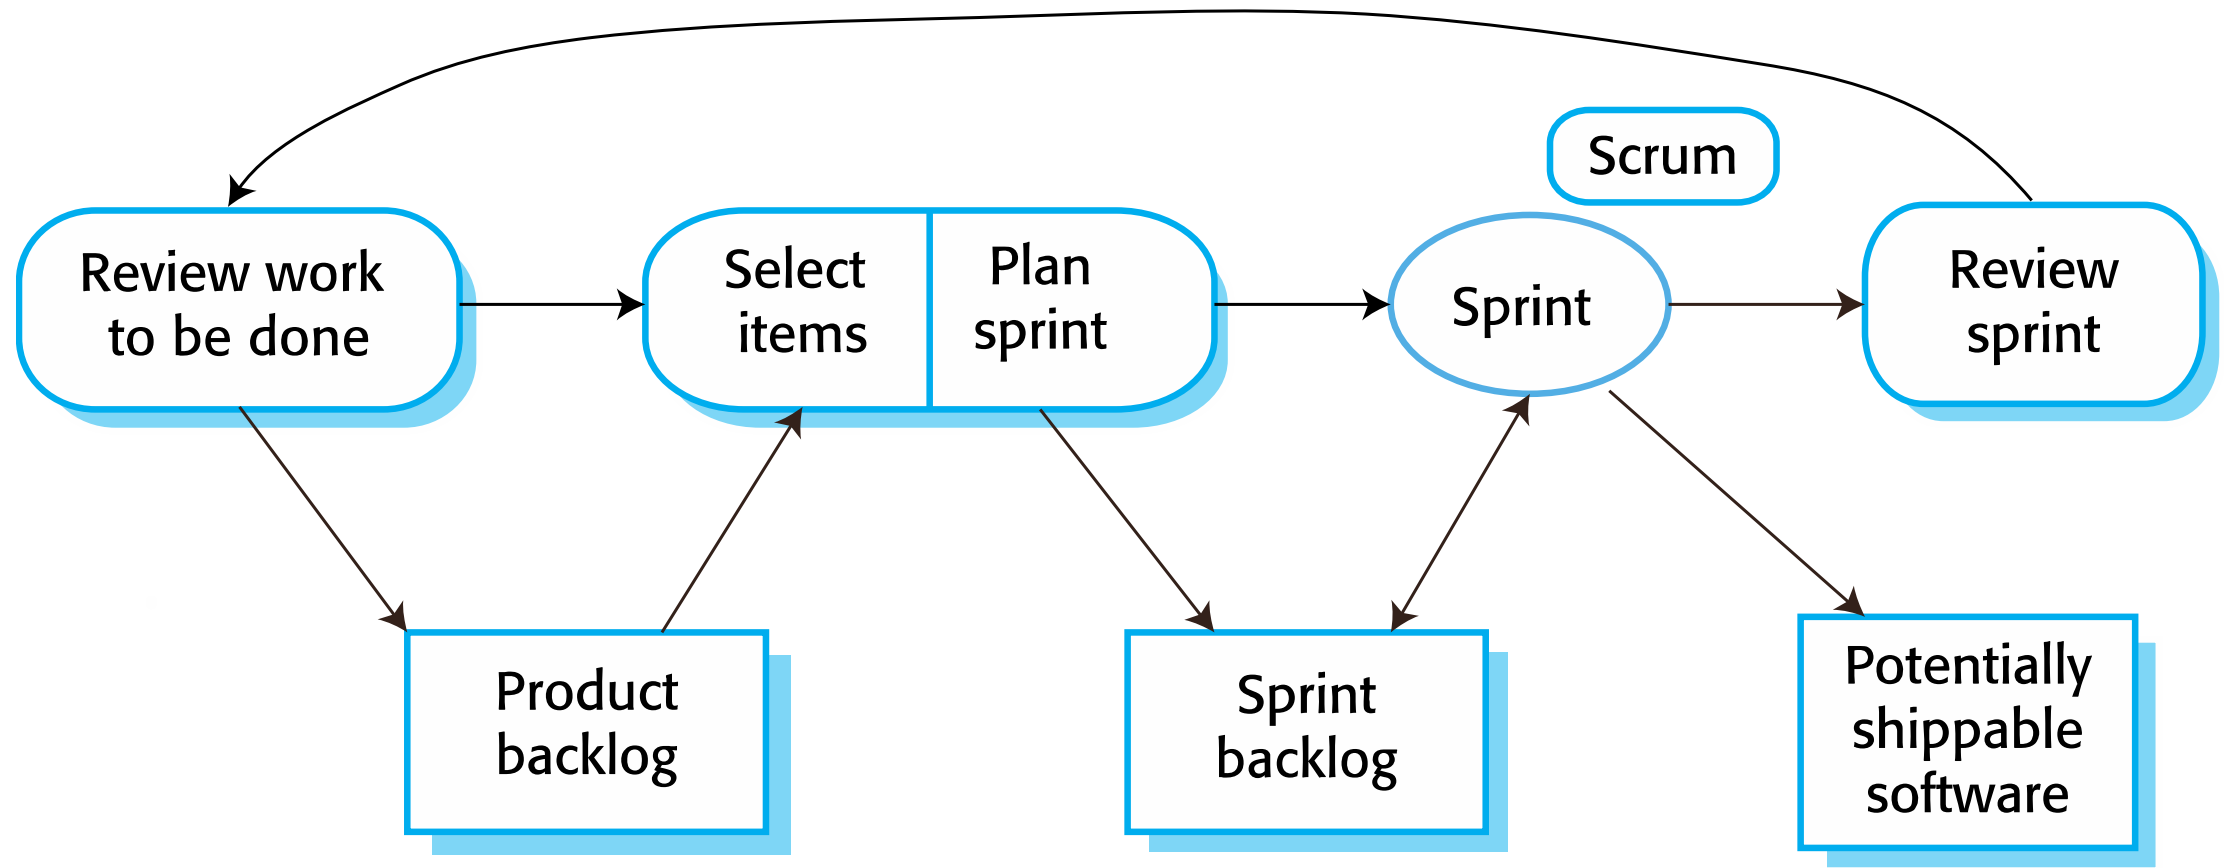 Scrum
Review work
to be done
Select
items
Plan
sprint
Sprint
Review
sprint
Product
backlog
Sprint
backlog
Potentially
shippable
software